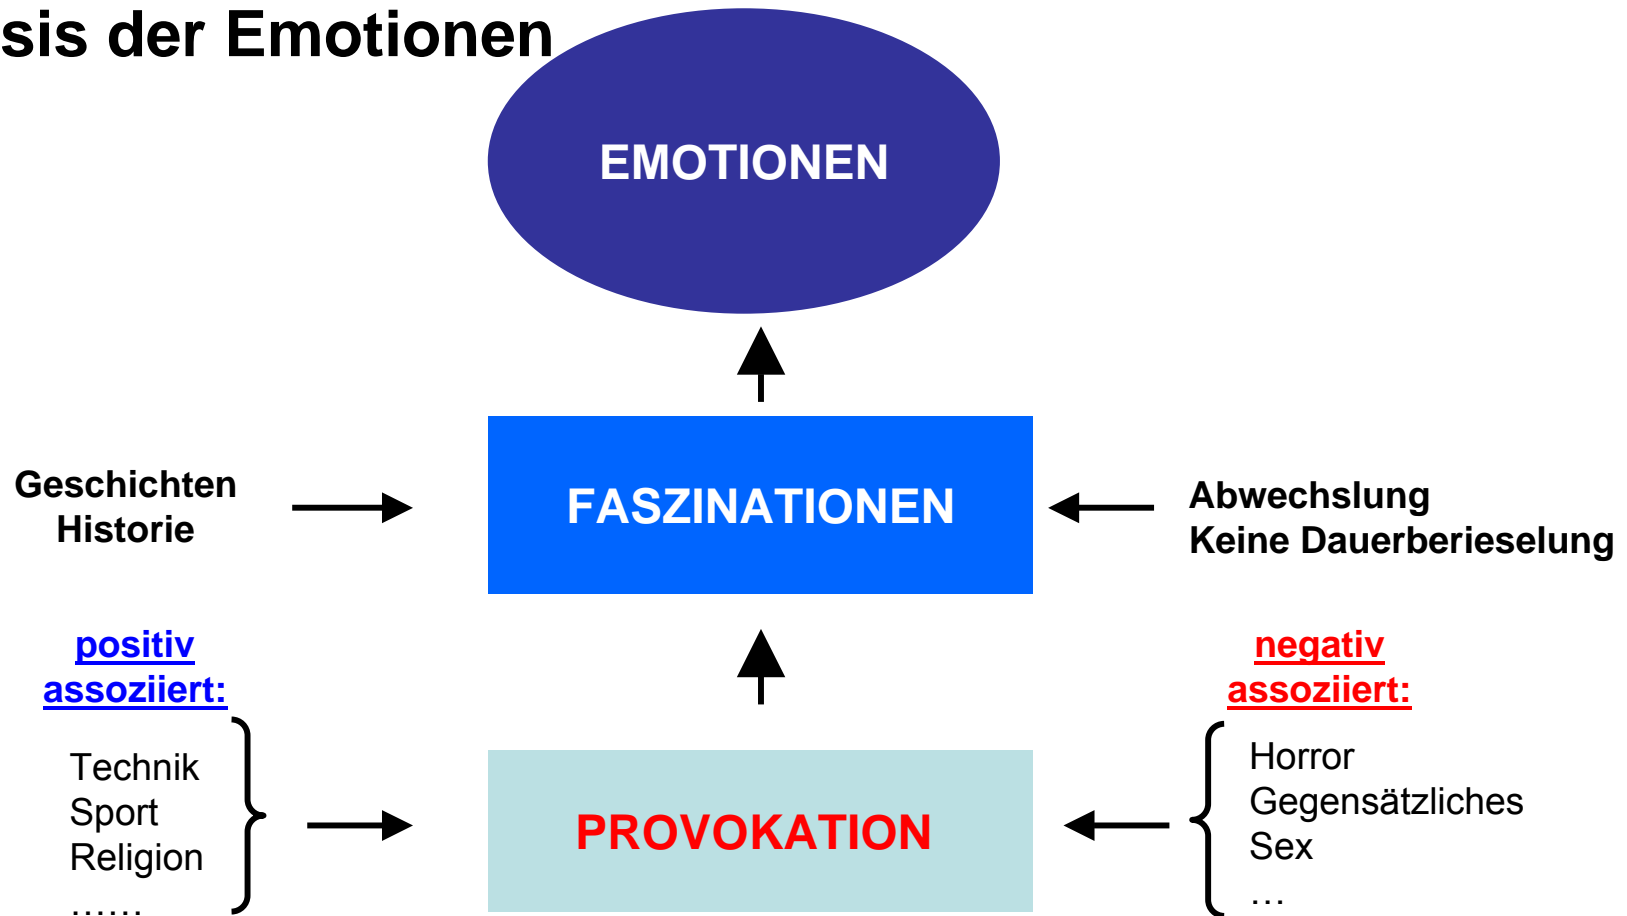 sis der Emotionen
EMOTIONEN
Geschichten
Historie
FASZINATIONEN
Abwechslung
Keine Dauerberieselung
positiv
assoziiert:
negativ
assoziiert:
Technik
Sport
Religion
……
PROVOKATION
Horror
Gegensätzliches
Sex
…